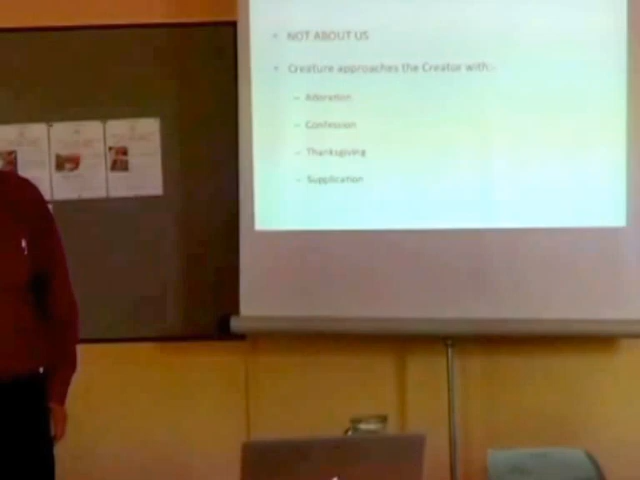 NOT ABOUT US
Creature approaches the Creator with:-
– Adoration
– Confession
– Thanksgiving
– Supplication